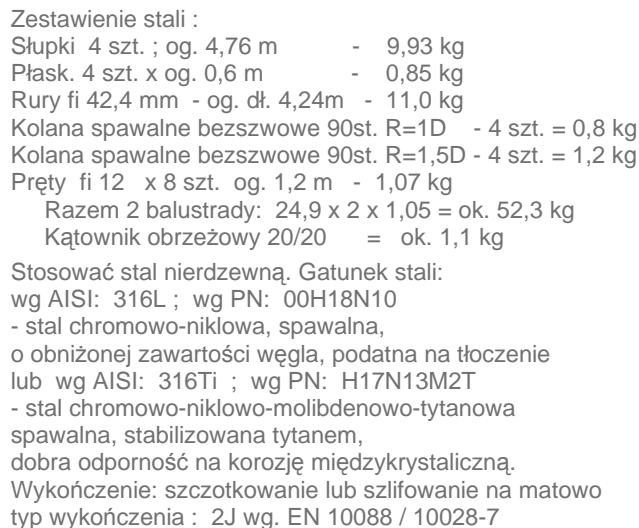 Zestawienie stali :
Słupki 4 szt. ; og. 4,76 m - 9,93 kg
Płask. 4 szt. x og. 0,6 m - 0,85 kg
Rury fi 42,4 mm - og. dł. 4,24m - 11,0 kg
Kolana spawalne bezszwowe 90st. R=1D - 4 szt. = 0,8 kg
Kolana spawalne bezszwowe 90st. R=1,5D - 4 szt. = 1,2 kg
Pręty fi 12 x 8 szt. og. 1,2 m - 1,07 kg
Razem 2 balustrady: 24,9 x 2 x 1,05 = ok. 52,3 kg
Kątownik obrzeżowy 20/20 = ok. 1,1 kg
Stosować stal nierdzewną. Gatunek stali:
wg AISI: 316L ; wg PN: 00H18N10
- stal chromowo-niklowa, spawalna,
o obniżonej zawartości węgla, podatna na tłoczenie
lub wg AISI: 316Ti ; wg PN: H17N13M2T
- stal chromowo-niklowo-molibdenowo-tytanowa
spawalna, stabilizowana tytanem,
dobra odporność na korozję międzykrystaliczną.
Wykończenie: szczotkowanie lub szlifowanie na matowo
typ wykończenia : 2J wg. EN 10088 / 10028-7